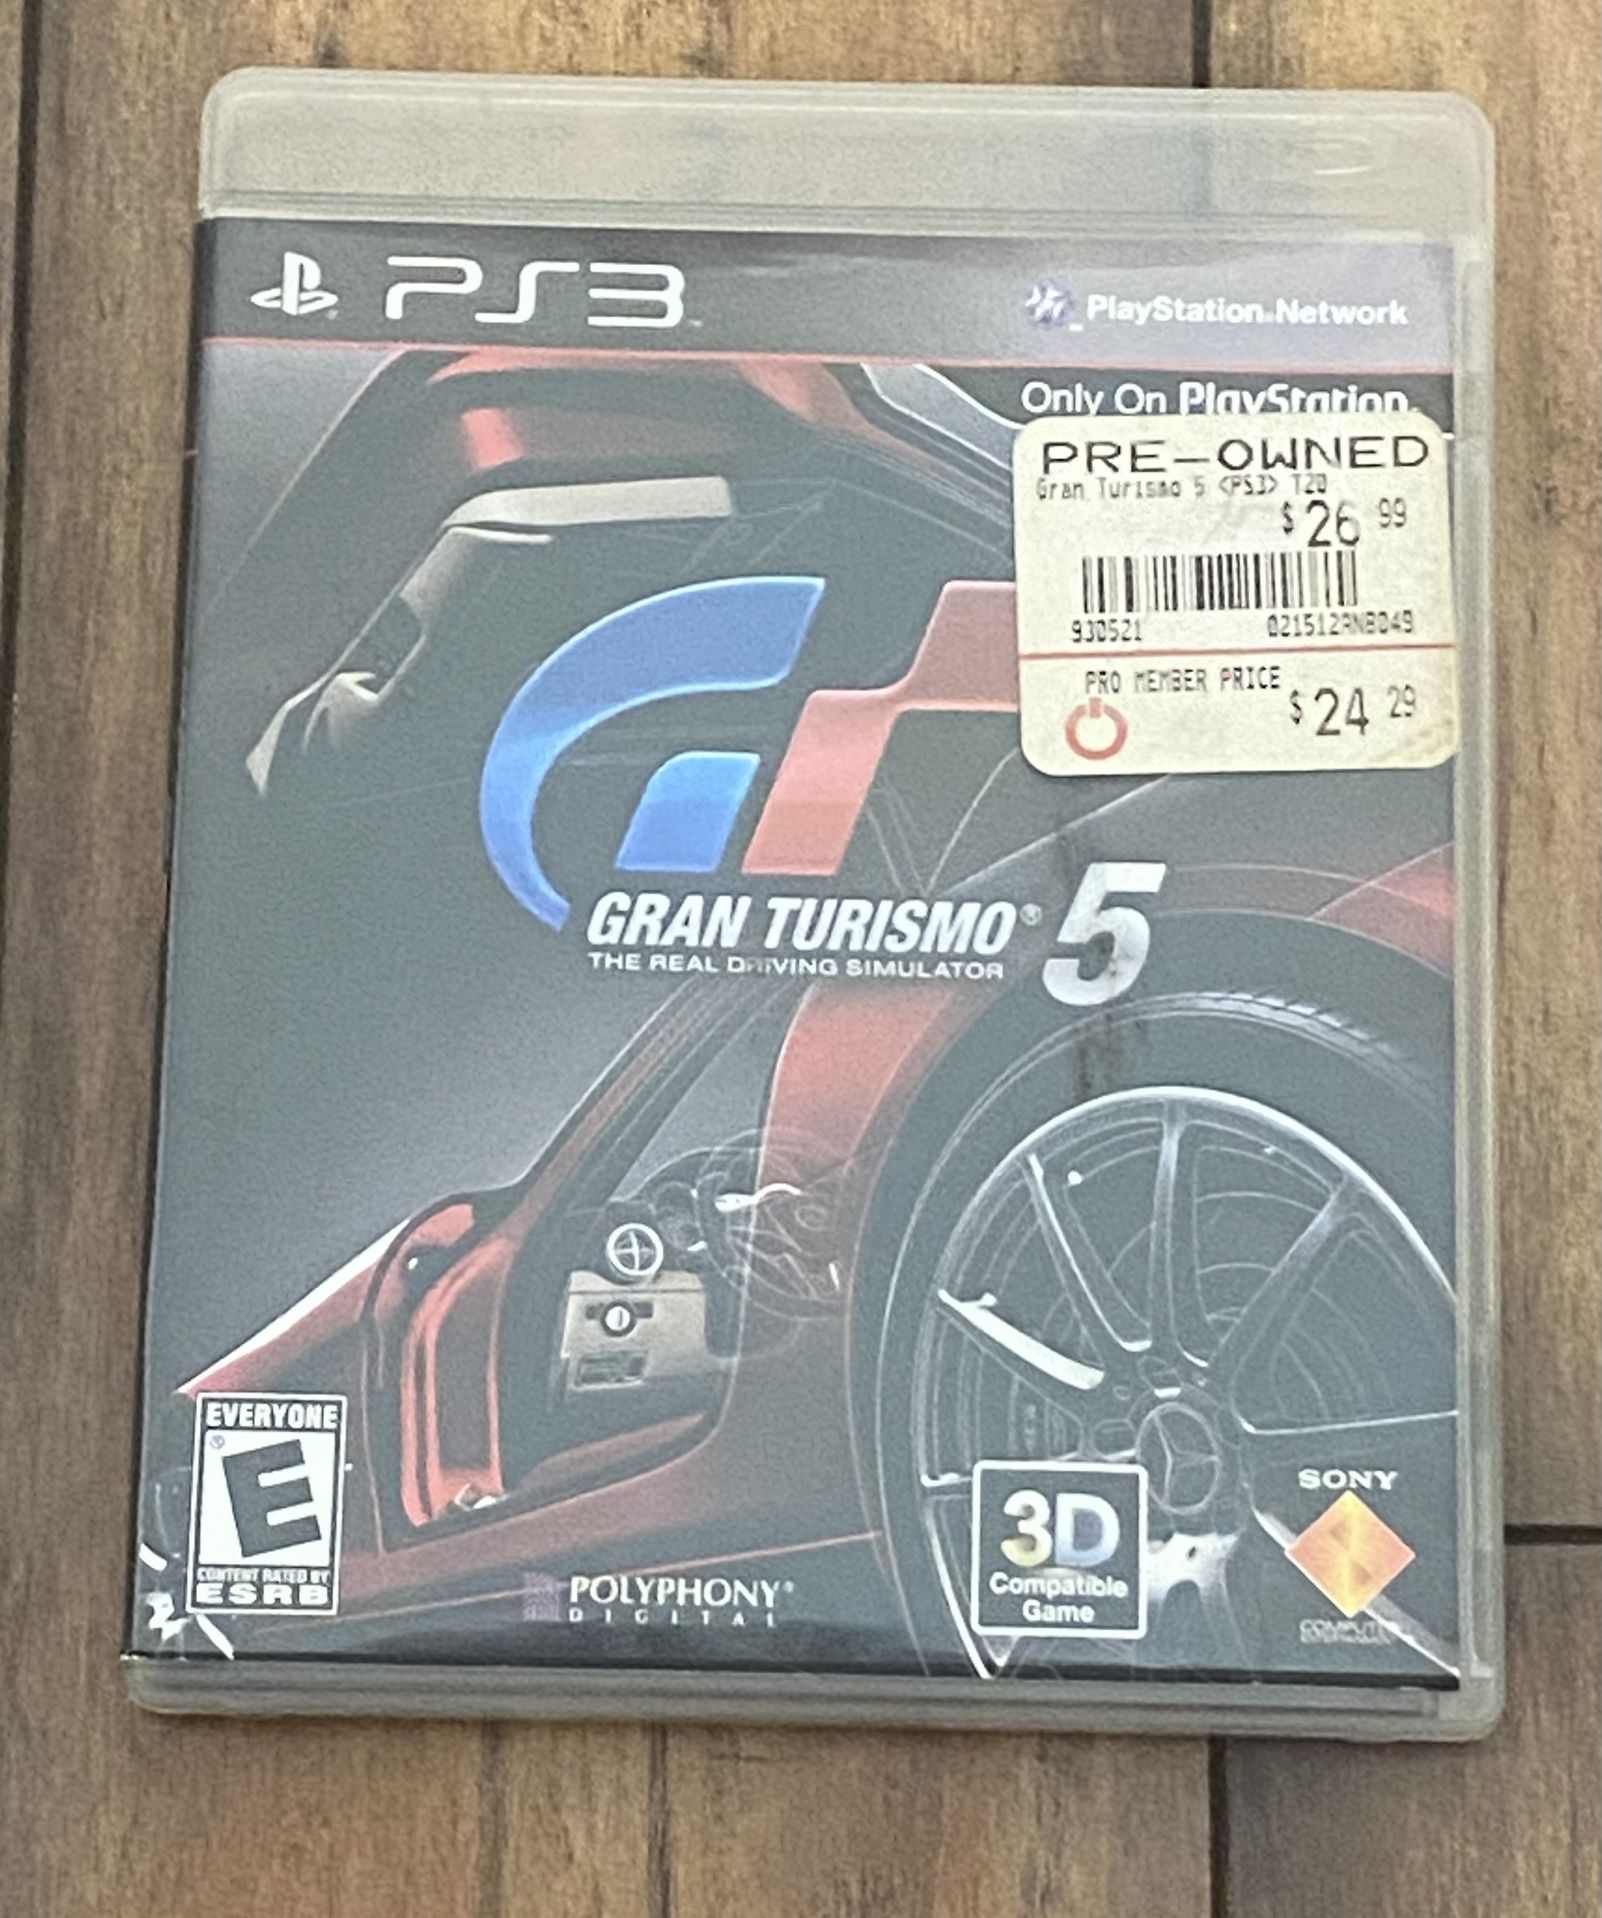 PS3
PlayStation Network
Only On PlayStation
PRE-OWNED
Gran Turismo 5 <PS3> T20
$26 99
930521 021512RNB049
PRO MEMBER PRICE
$24 29
GRAN TURISMO® 5
THE REAL DRIVING SIMULATOR
EVERYONE
E
CONTENT RATED BY
ESRB
POLYPHONY®
DIGITAL
3D
Compatible
Game
SONY
COMPUTER